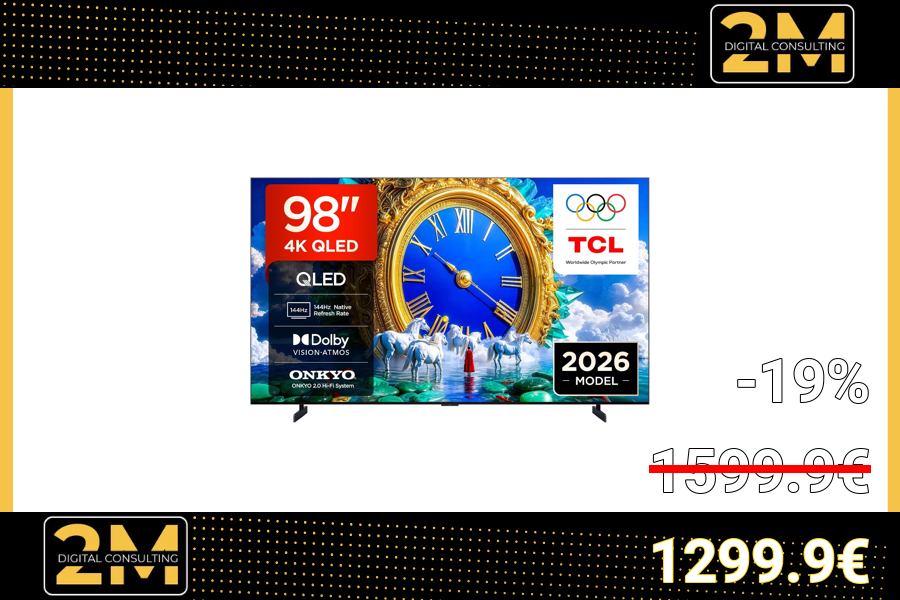 2M
DIGITAL CONSULTING
98"
4K QLED
QLED
144Hz
144Hz Native
Refresh Rate
Dolby
VISION·ATMOS
ONKYO
ONKYO 2.0 Hi-Fi System
XII
TCL
Worldwide Olympic Partner
2026
MODEL
-19%
1599.9€
2M
DIGITAL CONSULTING
1299.9€